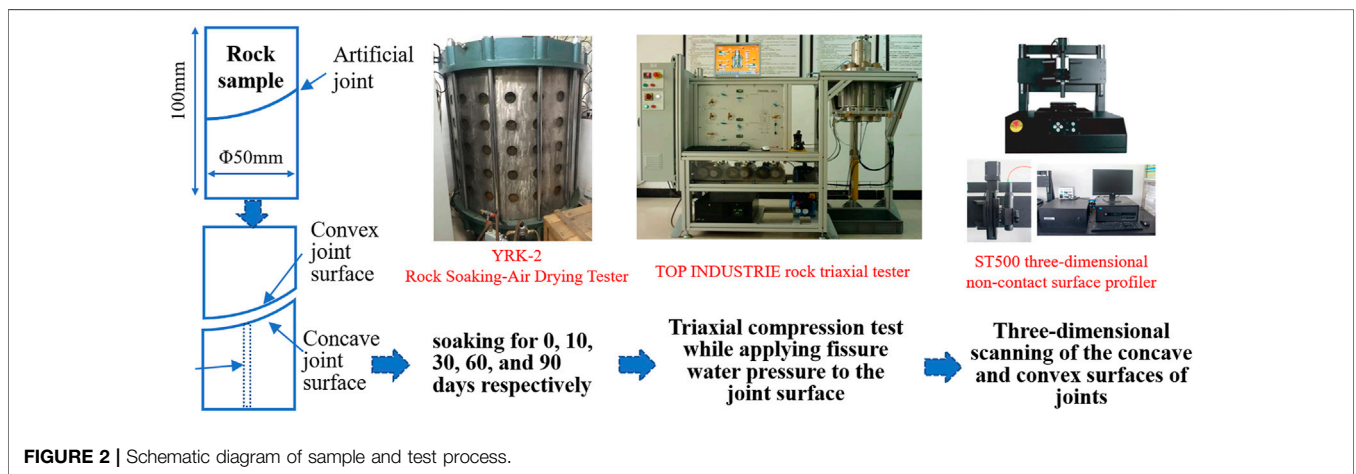 Rock
sample
Artificial
joint
100mm
Φ50mm
Convex
joint
surface
Concave
joint
surface
YRK-2
Rock Soaking-Air Drying Tester
TOP INDUSTRIE rock triaxial tester
ST500 three-dimensional
non-contact surface profiler
soaking for 0, 10,
30, 60, and 90
days respectively
Triaxial compression test
while applying fissure
water pressure to the
joint surface
Three-dimensional
scanning of the concave
and convex surfaces of
joints
FIGURE 2 | Schematic diagram of sample and test process.